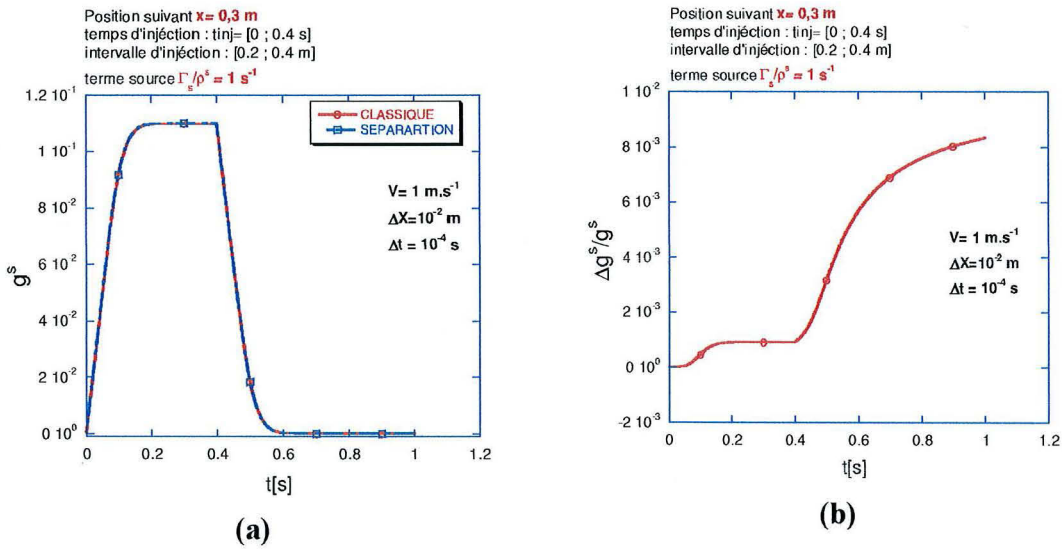 Position suivant x= 0,3 m
temps d'injéction : tinj= [0 ; 0.4 s]
intervalle d'injéction : [0.2 ; 0.4 m]
terme source Γs/ρˢ = 1 s⁻¹
1.2 10⁻¹
1 10⁻¹
8 10⁻²
6 10⁻²
4 10⁻²
2 10⁻²
0 10⁰
gˢ
CLASSIQUE
SEPARARTION
V= 1 m.s⁻¹
ΔX=10⁻² m
Δt = 10⁻⁴ s
0 0.2 0.4 0.6 0.8 1 1.2
t[s]
(a)
Position suivant x= 0,3 m
temps d'injéction : tinj= [0 ; 0.4 s]
intervalle d'injéction : [0.2 ; 0.4 m]
terme source Γs/ρˢ = 1 s⁻¹
1 10⁻²
8 10⁻³
6 10⁻³
4 10⁻³
2 10⁻³
0 10⁰
-2 10⁻³
Δgˢ/gˢ
V= 1 m.s⁻¹
ΔX=10⁻² m
Δt = 10⁻⁴ s
0 0.2 0.4 0.6 0.8 1 1.2
t[s]
(b)